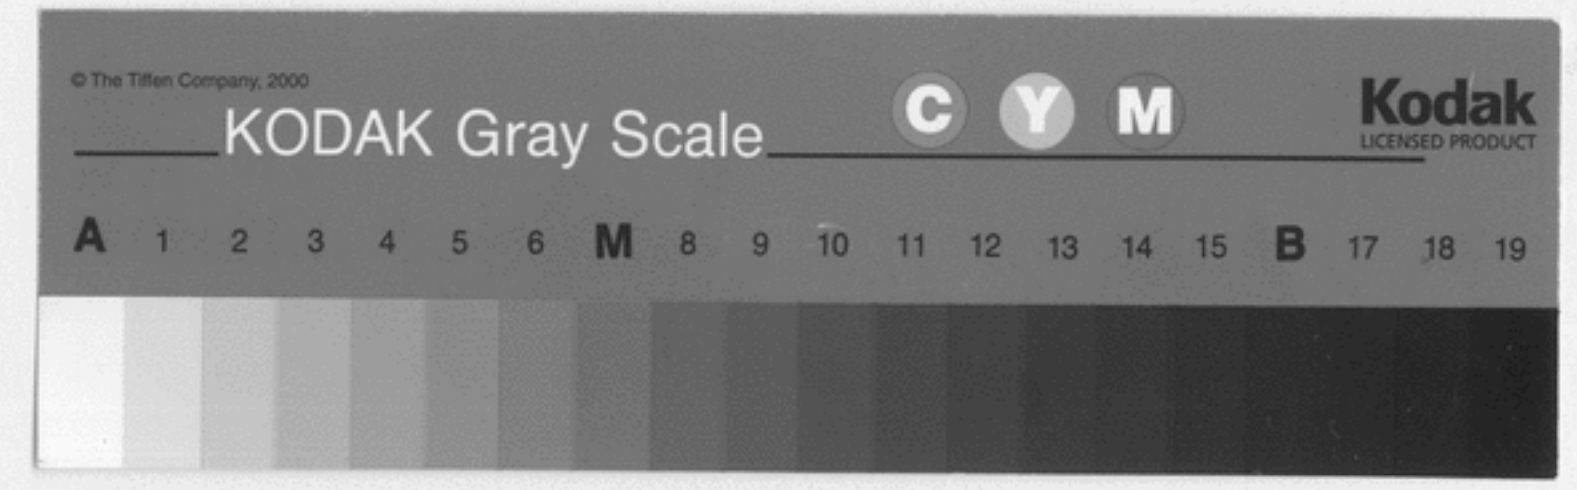 © The Tiffen Company, 2000
KODAK Gray Scale
C Y M
Kodak
LICENSED PRODUCT
A 1 2 3 4 5 6 M 8 9 10 11 12 13 14 15 B 17 18 19